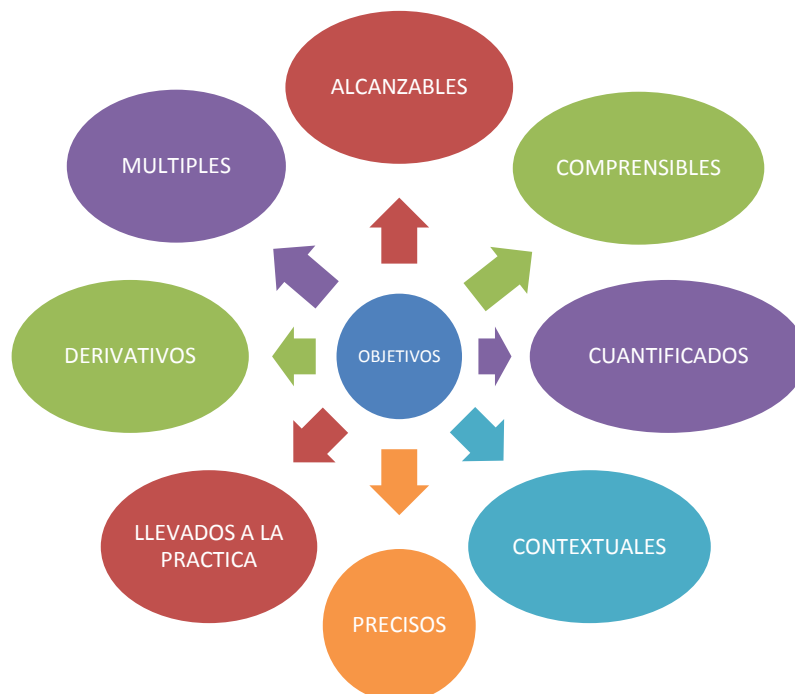 ALCANZABLES
MULTIPLES
COMPRENSIBLES
DERIVATIVOS
OBJETIVOS
CUANTIFICADOS
LLEVADOS A LA
PRACTICA
CONTEXTUALES
PRECISOS